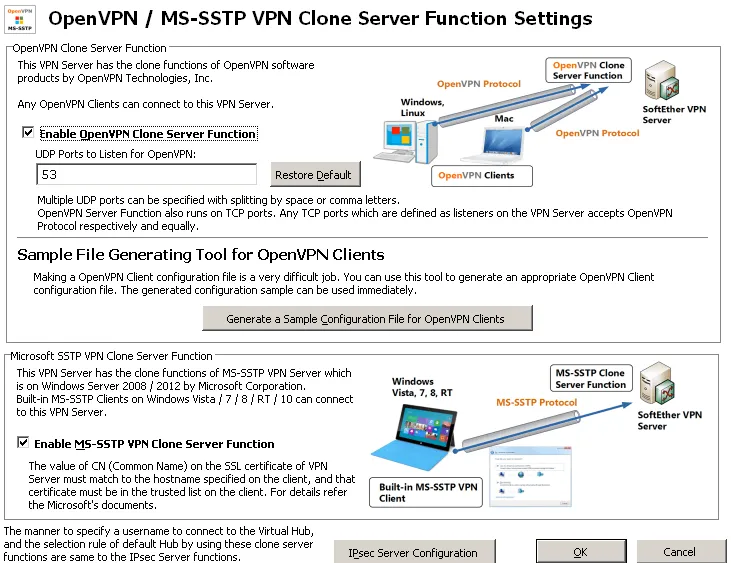 OpenVPN
MS-SSTP
OpenVPN / MS-SSTP VPN Clone Server Function Settings
OpenVPN Clone Server Function
This VPN Server has the clone functions of OpenVPN software
products by OpenVPN Technologies, Inc.
Any OpenVPN Clients can connect to this VPN Server.
Enable OpenVPN Clone Server Function
UDP Ports to Listen for OpenVPN:
53
Restore Default
OpenVPN Clone
Server Function
OpenVPN Protocol
Windows,
Linux
Mac
SoftEther VPN
Server
OpenVPN Protocol
OpenVPN Clients
Multiple UDP ports can be specified with splitting by space or comma letters.
OpenVPN Server Function also runs on TCP ports. Any TCP ports which are defined as listeners on the VPN Server accepts OpenVPN
Protocol respectively and equally.
Sample File Generating Tool for OpenVPN Clients
Making a OpenVPN Client configuration file is a very difficult job. You can use this tool to generate an appropriate OpenVPN Client
configuration file. The generated configuration sample can be used immediately.
Generate a Sample Configuration File for OpenVPN Clients
Microsoft SSTP VPN Clone Server Function
This VPN Server has the clone functions of MS-SSTP VPN Server which
is on Windows Server 2008 / 2012 by Microsoft Corporation.
Built-in MS-SSTP Clients on Windows Vista / 7 / 8 / RT / 10 can connect
to this VPN Server.
Enable MS-SSTP VPN Clone Server Function
The value of CN (Common Name) on the SSL certificate of VPN
Server must match to the hostname specified on the client, and that
certificate must be in the trusted list on the client. For details refer
the Microsoft's documents.
MS-SSTP Clone
Server Function
Windows
Vista, 7, 8, RT
MS-SSTP Protocol
SoftEther VPN
Server
Built-in MS-SSTP VPN
Client
The manner to specify a username to connect to the Virtual Hub,
and the selection rule of default Hub by using these clone server
functions are same to the IPsec Server functions.
IPsec Server Configuration
OK
Cancel